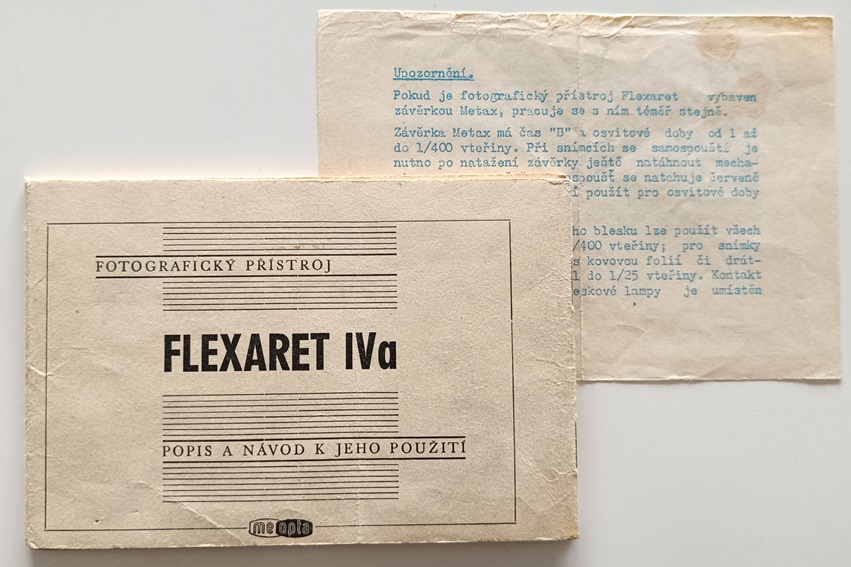 Upozornění.
Pokud je fotografický přístroj Flexaret vybaven
závěrkou Metax, pracuje se s ním téměř stejně.
Závěrka Metax má čas "B" a osvitové doby od 1 až
do 1/400 vteřiny. Při snímcích se samospouští je
nutno po natažení závěrky ještě natáhnout mecha-
se natahuje červeně
použít pro osvitové doby
ho blesku lze použít všech
/400 vteřiny; pro snímky
s kovovou folií či drát-
1 do 1/25 vteřiny. Kontakt
eskové lampy je umístěn
FOTOGRAFICKÝ PŘÍSTROJ
FLEXARET IVa
POPIS A NÁVOD K JEHO POUŽITÍ
meopta